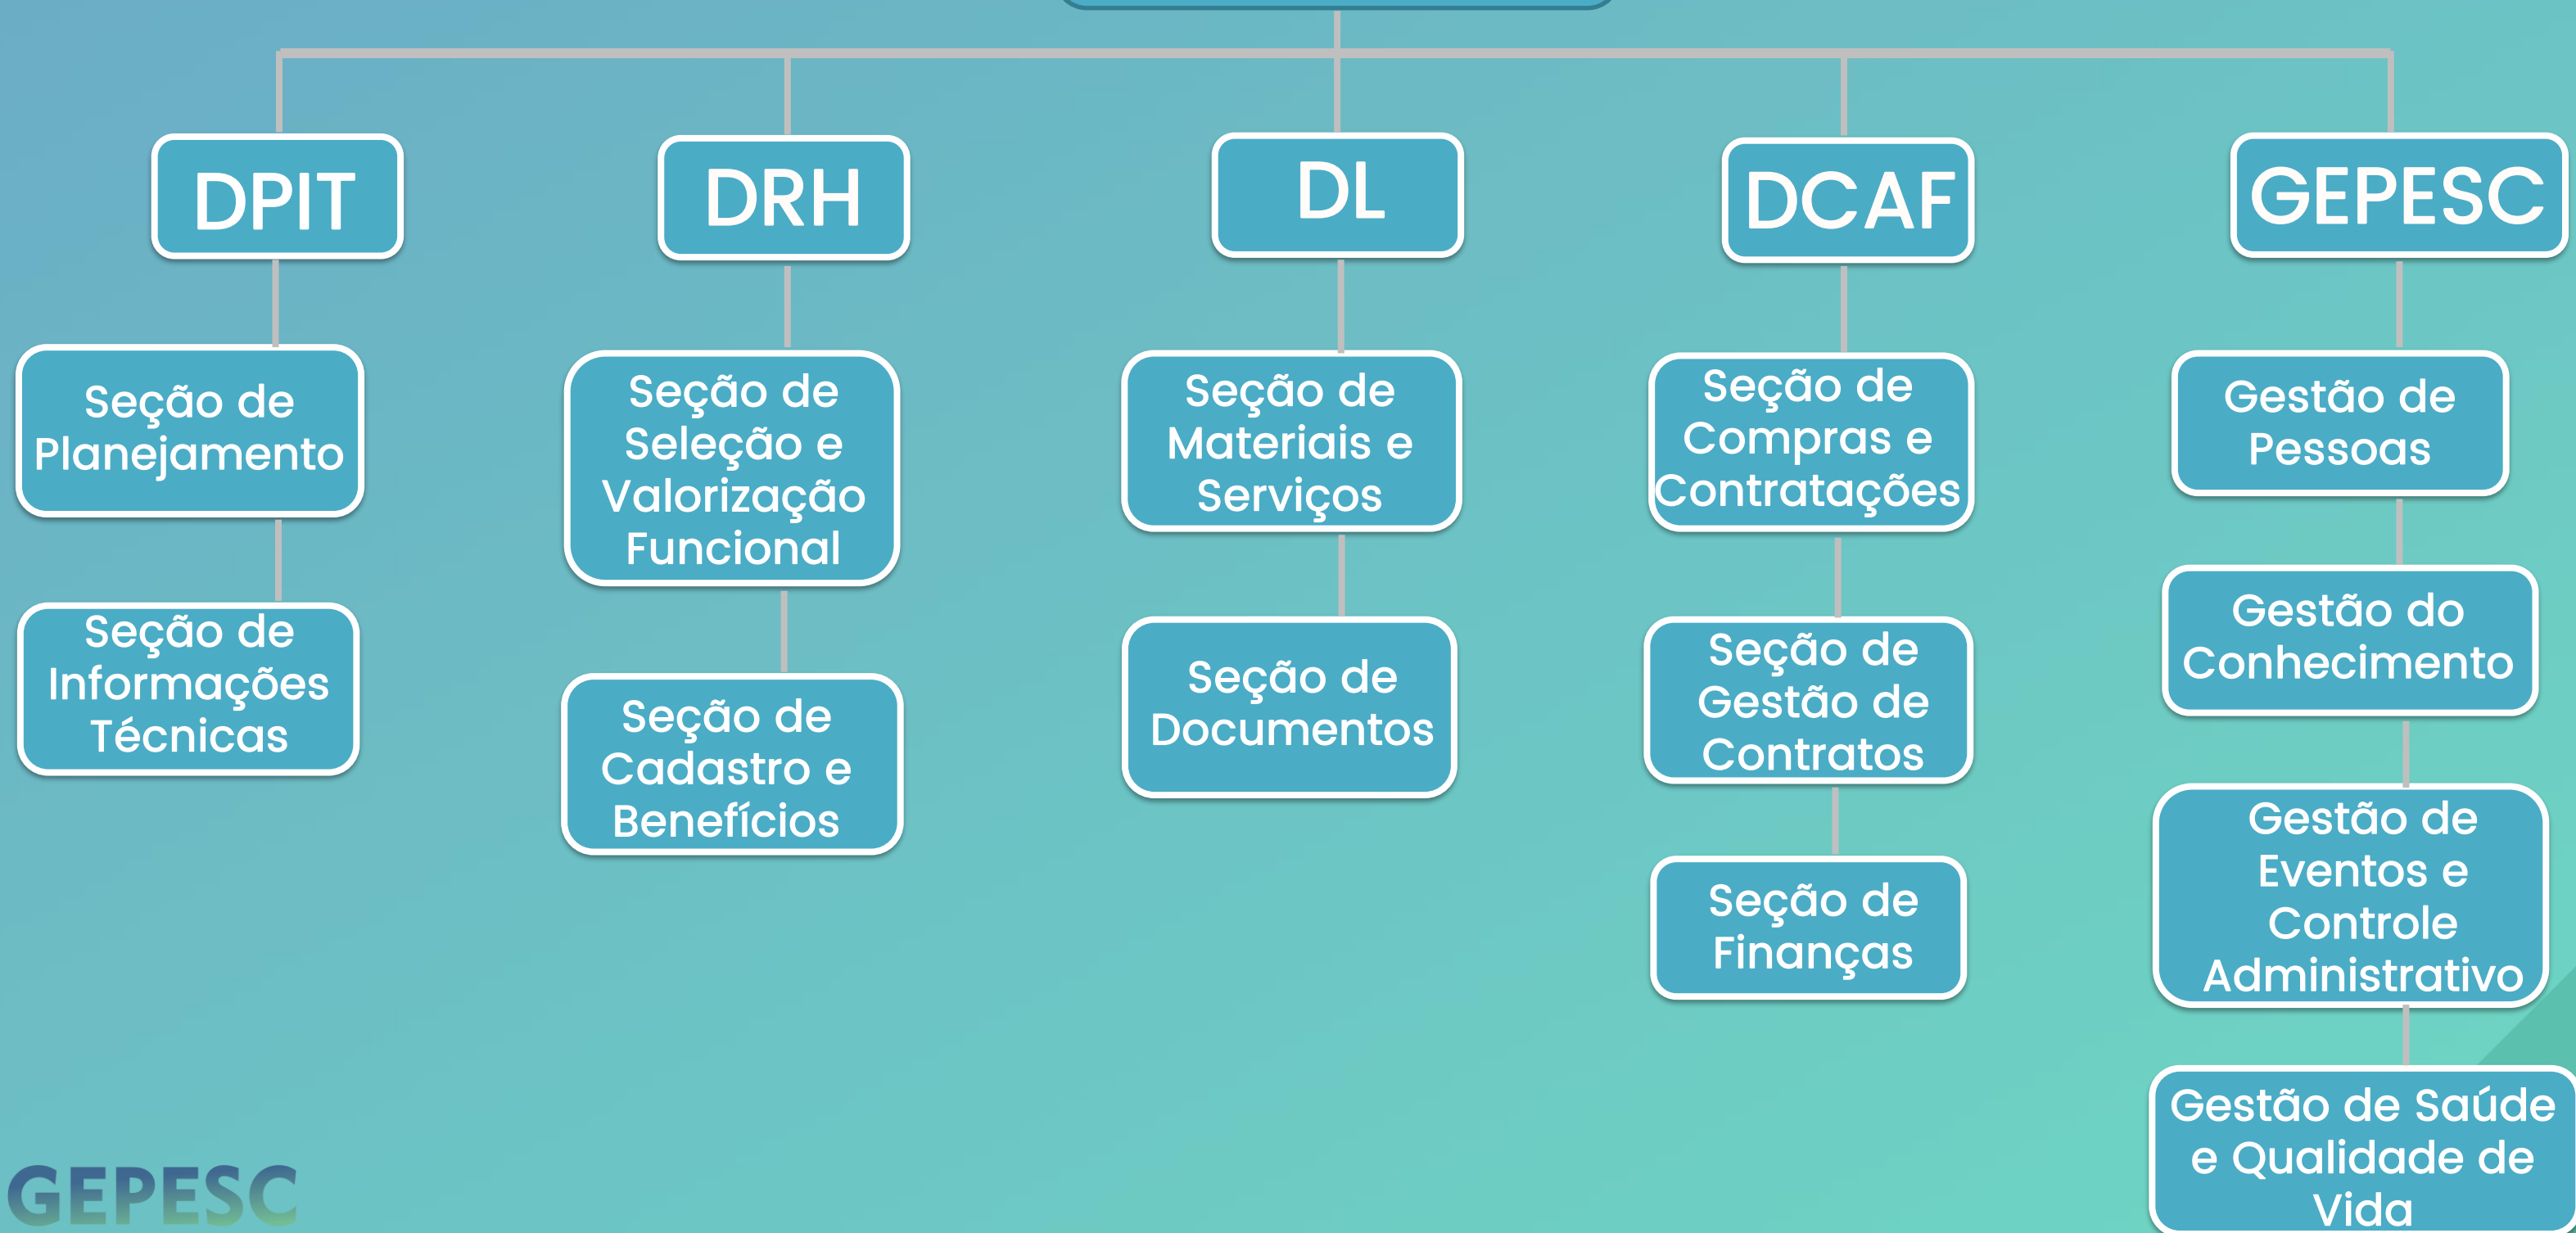 DPIT
DRH
DL
DCAF
GEPESC
Seção de
Planejamento
Seção de
Informações
Técnicas
Seção de
Seleção e
Valorização
Funcional
Seção de
Cadastro e
Benefícios
Seção de
Materiais e
Serviços
Seção de
Documentos
Seção de
Compras e
Contratações
Seção de
Gestão de
Contratos
Seção de
Finanças
Gestão de
Pessoas
Gestão do
Conhecimento
Gestão de
Eventos e
Controle
Administrativo
Gestão de Saúde
e Qualidade de
Vida
GEPESC